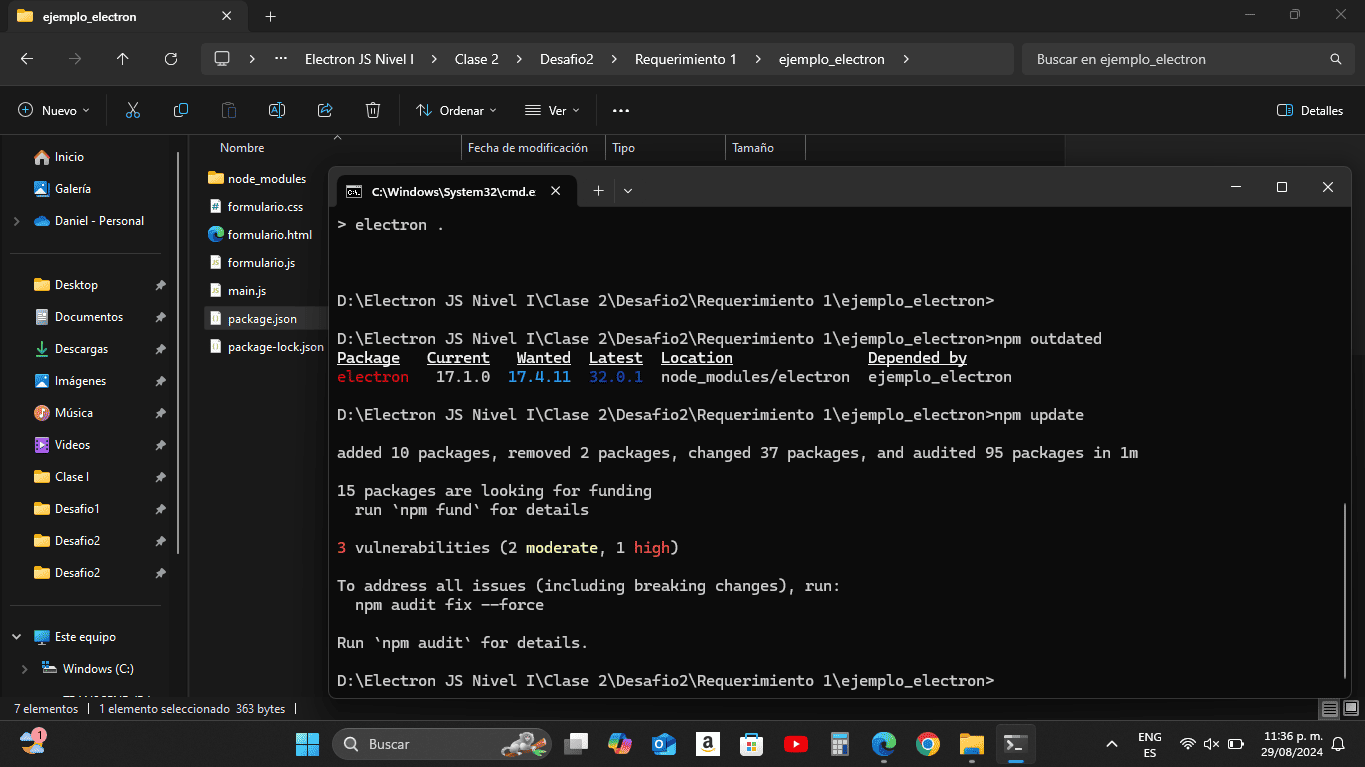 ejemplo_electron
Electron JS Nivel I
Clase 2
Desafio2
Requerimiento 1
ejemplo_electron
Buscar en ejemplo_electron
Nuevo
Ordenar
Ver
Detalles
Inicio
Galería
Daniel - Personal
Desktop
Documentos
Descargas
Imágenes
Música
Videos
Clase I
Desafio1
Desafio2
Desafio2
Este equipo
Windows (C:)
Nombre
Fecha de modificación
Tipo
Tamaño
node_modules
formulario.css
formulario.html
formulario.js
main.js
package.json
package-lock.json
C:\Windows\System32\cmd.e
> electron .
D:\Electron JS Nivel I\Clase 2\Desafio2\Requerimiento 1\ejemplo_electron>
D:\Electron JS Nivel I\Clase 2\Desafio2\Requerimiento 1\ejemplo_electron>npm outdated
Package Current Wanted Latest Location Depended by
electron 17.1.0 17.4.11 32.0.1 node_modules/electron ejemplo_electron
D:\Electron JS Nivel I\Clase 2\Desafio2\Requerimiento 1\ejemplo_electron>npm update
added 10 packages, removed 2 packages, changed 37 packages, and audited 95 packages in 1m
15 packages are looking for funding
run `npm fund` for details
3 vulnerabilities (2 moderate, 1 high)
To address all issues (including breaking changes), run:
npm audit fix --force
Run `npm audit` for details.
D:\Electron JS Nivel I\Clase 2\Desafio2\Requerimiento 1\ejemplo_electron>
7 elementos
1 elemento seleccionado 363 bytes
1
Buscar
ENG
ES
11:36 p. m.
29/08/2024